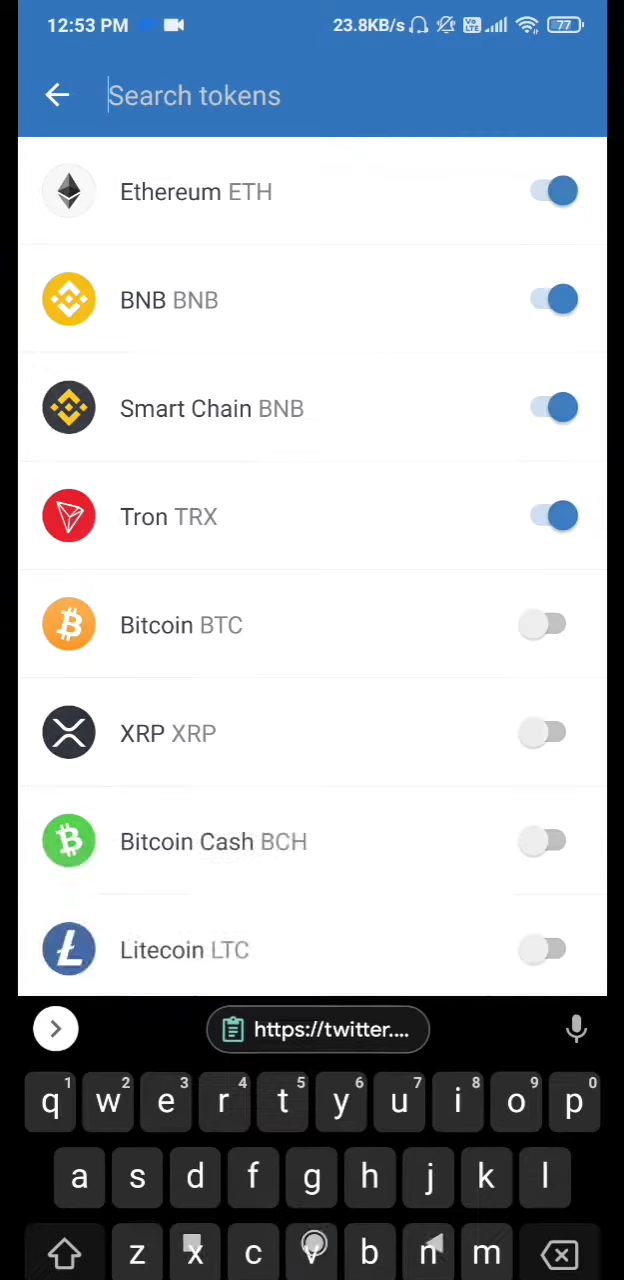 12:53 PM 23.8KB/s Vo LTE 77
Search tokens
Ethereum ETH
BNB BNB
Smart Chain BNB
Tron TRX
Bitcoin BTC
XRP XRP
Bitcoin Cash BCH
Litecoin LTC
https://twitter....
q 1 w 2 e 3 r 4 t 5 y 6 u 7 i 8 o 9 p 0
a s d f g h j k l
z x c v b n m